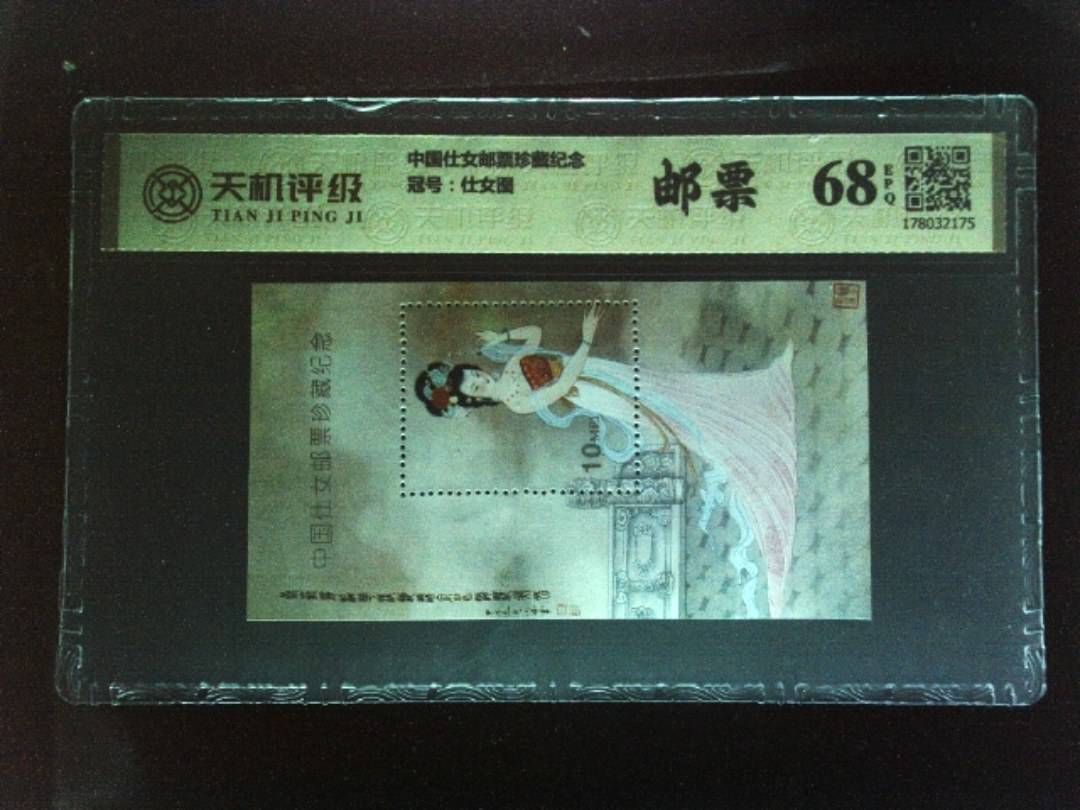 天机评级
TIAN JI PING JI
中国仕女邮票珍藏纪念
冠号：仕女图
邮票
68
EPQ
178032175
中国仕女邮票珍藏纪念
10